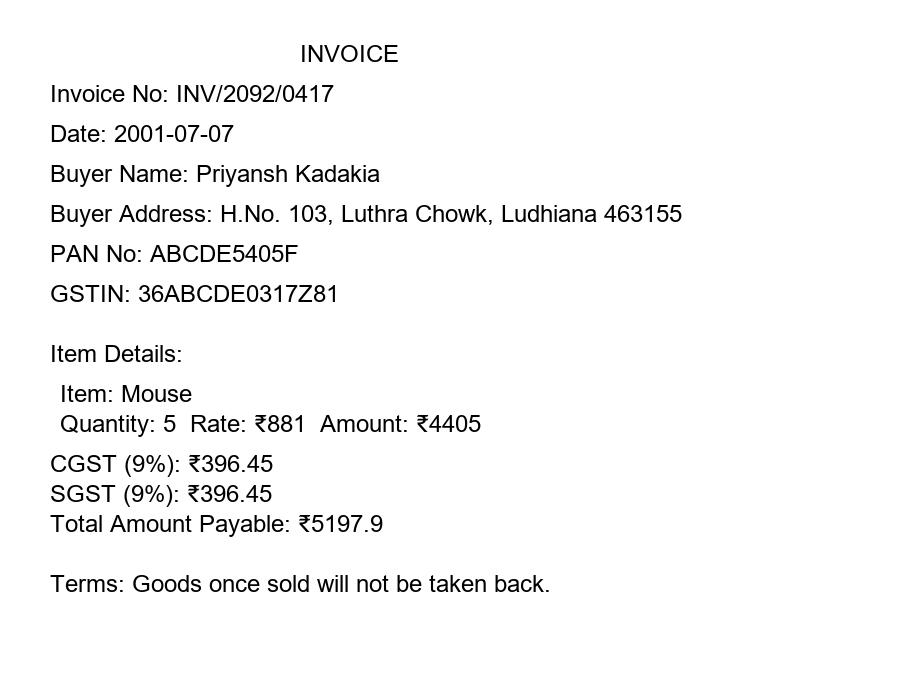 INVOICE
Invoice No: INV/2092/0417
Date: 2001-07-07
Buyer Name: Priyansh Kadakia
Buyer Address: H.No. 103, Luthra Chowk, Ludhiana 463155
PAN No: ABCDE5405F
GSTIN: 36ABCDE0317Z81
Item Details:
Item: Mouse
Quantity: 5  Rate: ₹881  Amount: ₹4405
CGST (9%): ₹396.45
SGST (9%): ₹396.45
Total Amount Payable: ₹5197.9
Terms: Goods once sold will not be taken back.